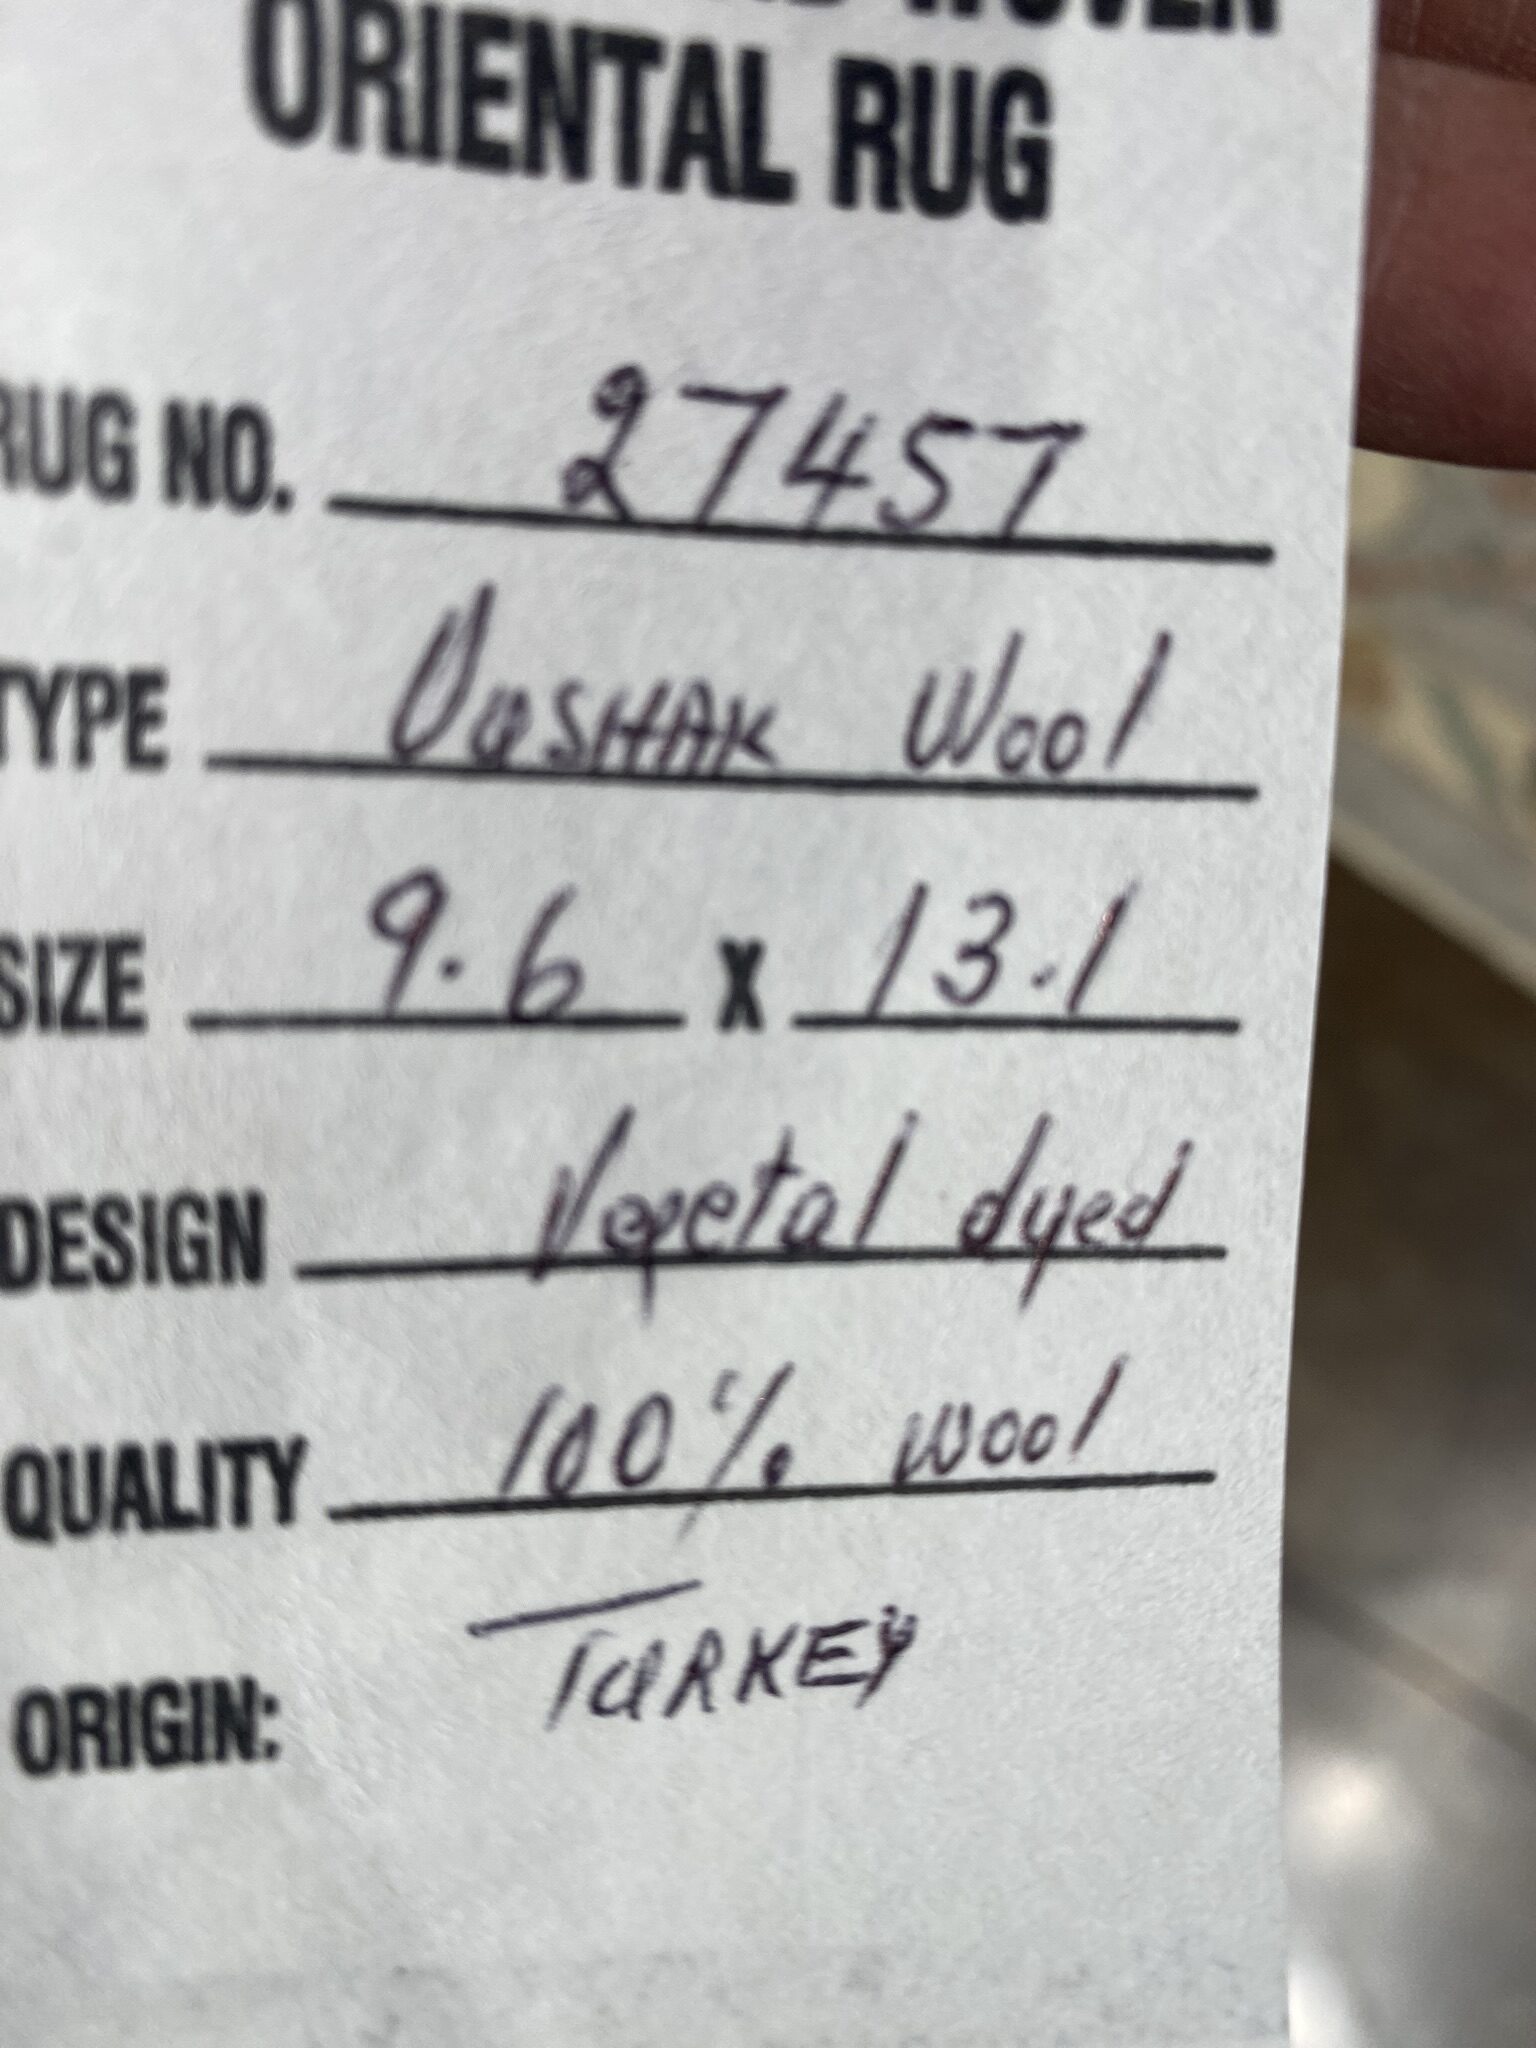 WOVEN
ORIENTAL RUG
RUG NO. 27457
TYPE OuSHAK Wool
SIZE 9.6 X 13.1
DESIGN Vegetal dyed
QUALITY 100% wool
ORIGIN: TuRKEY